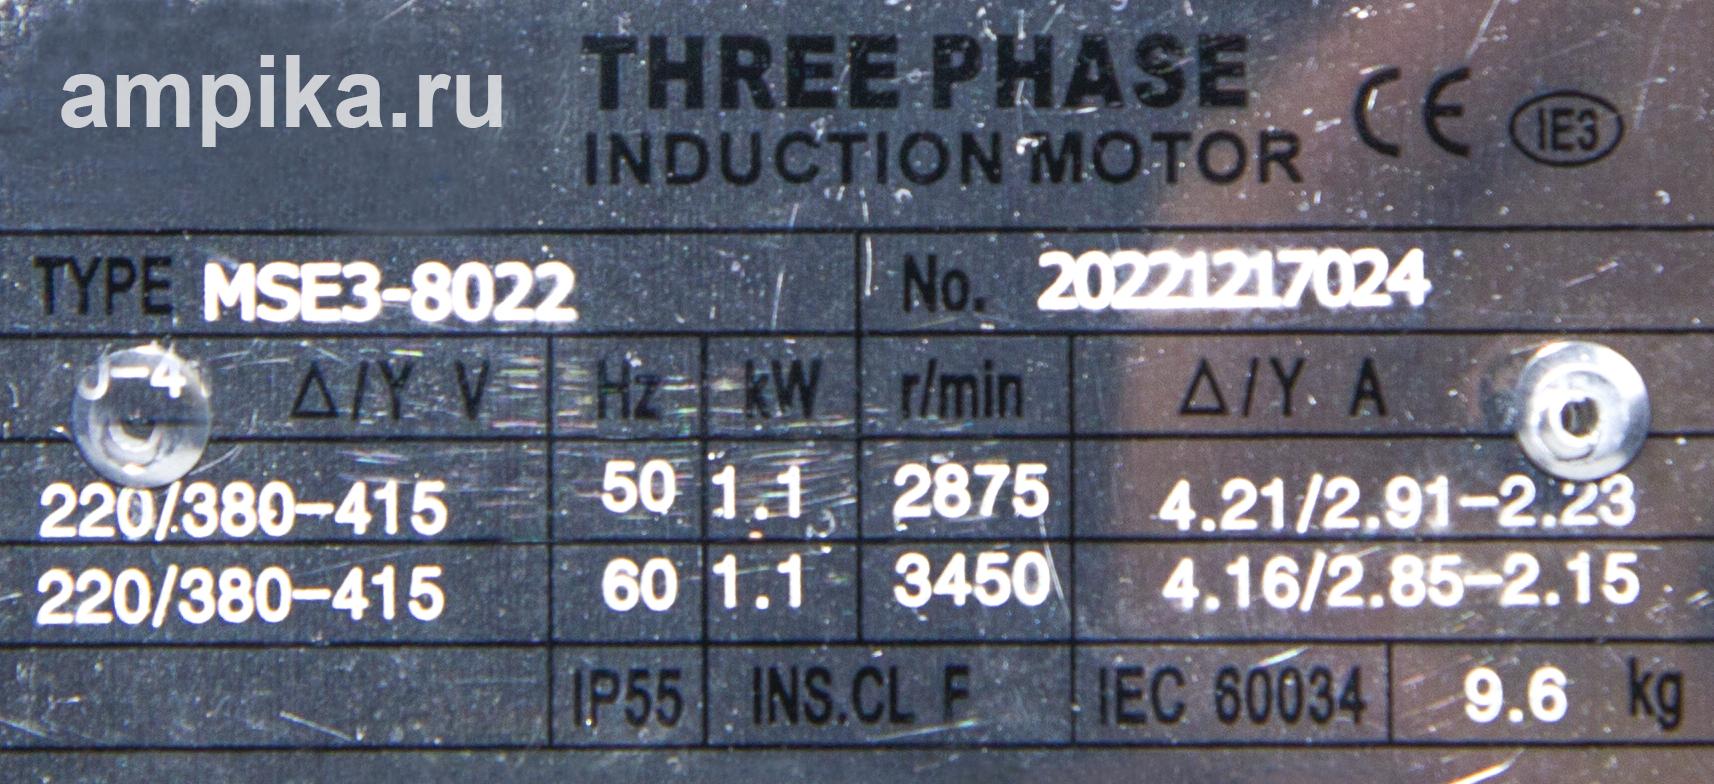 ampika.ru
THREE PHASE
INDUCTION MOTOR CE IE3
TYPE MSE3-8022 No. 20221217024
Δ/Y V Hz kW r/min Δ/Y A
220/380-415 50 1.1 2875 4.21/2.91-2.23
220/380-415 60 1.1 3450 4.16/2.85-2.15
IP55 INS.CL F IEC 60034 9.6 kg